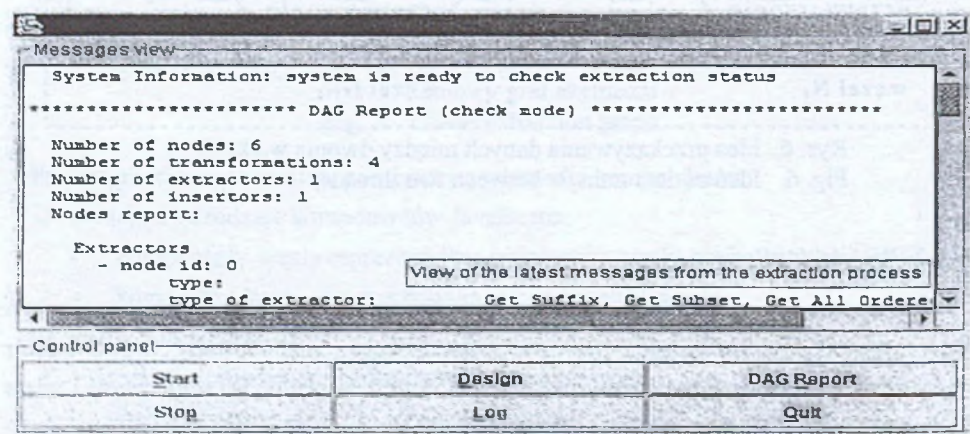 Messages view
System Information: system is ready to check extraction status
************************ DAG Report (check mode) **************************
Number of nodes: 6
Number of transformations: 4
Number of extractors: 1
Number of insertors: 1
Nodes report:
Extractors
- node id: 0
type:
View of the latest messages from the extraction process
type of extractor: Get Suffix, Get Subset, Get All Ordere
Control panel
Start Design DAG Report
Stop Log Quit